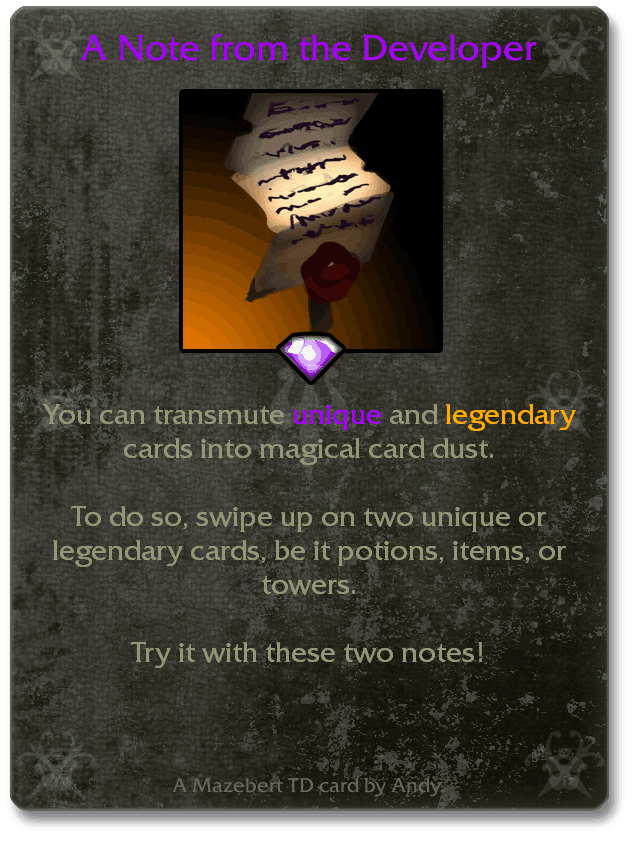 A Note from the Developer
You can transmute unique and legendary
cards into magical card dust.
To do so, swipe up on two unique or
legendary cards, be it potions, items, or
towers.
Try it with these two notes!
A Mazebert TD card by Andy